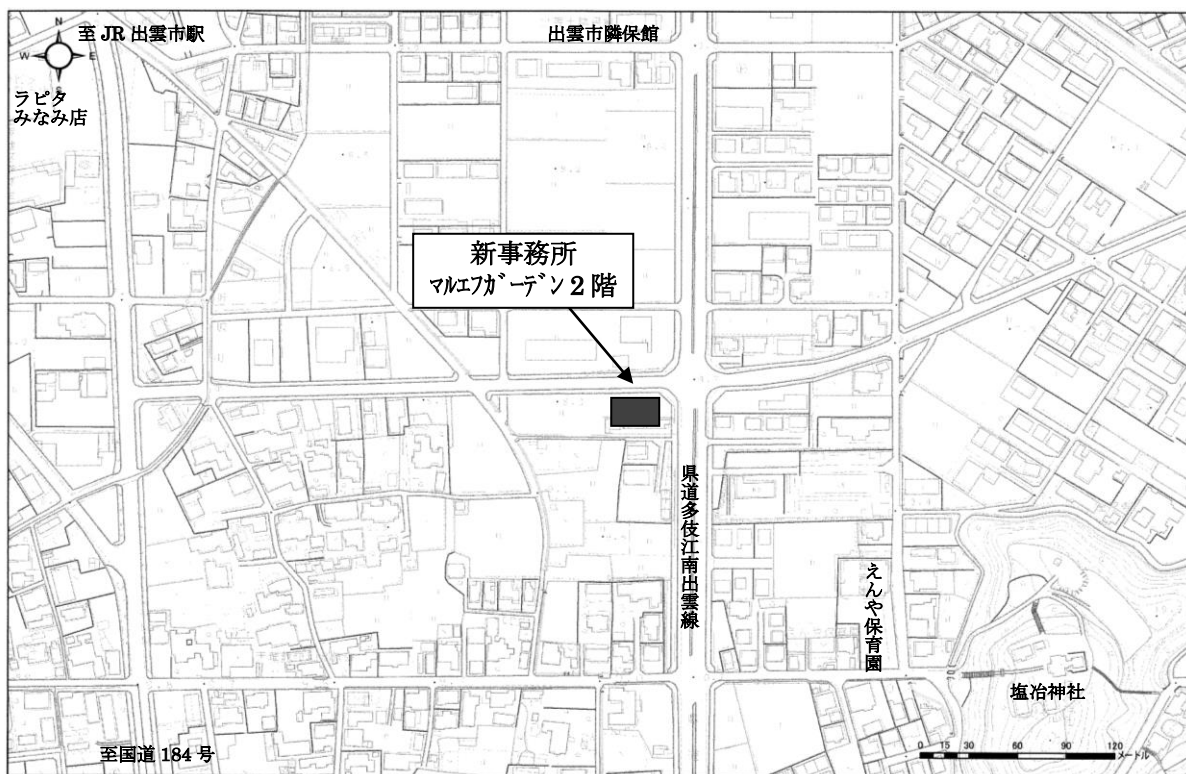 至 JR 出雲市駅
出雲市隣保館
N
E
ラピタ
みなみ店
新事務所
マルエフガーデン 2 階
県道多伎江南出雲線
えんや保育園
塩冶神社
至国道 184 号
0 15 30 60 90 120
メートル